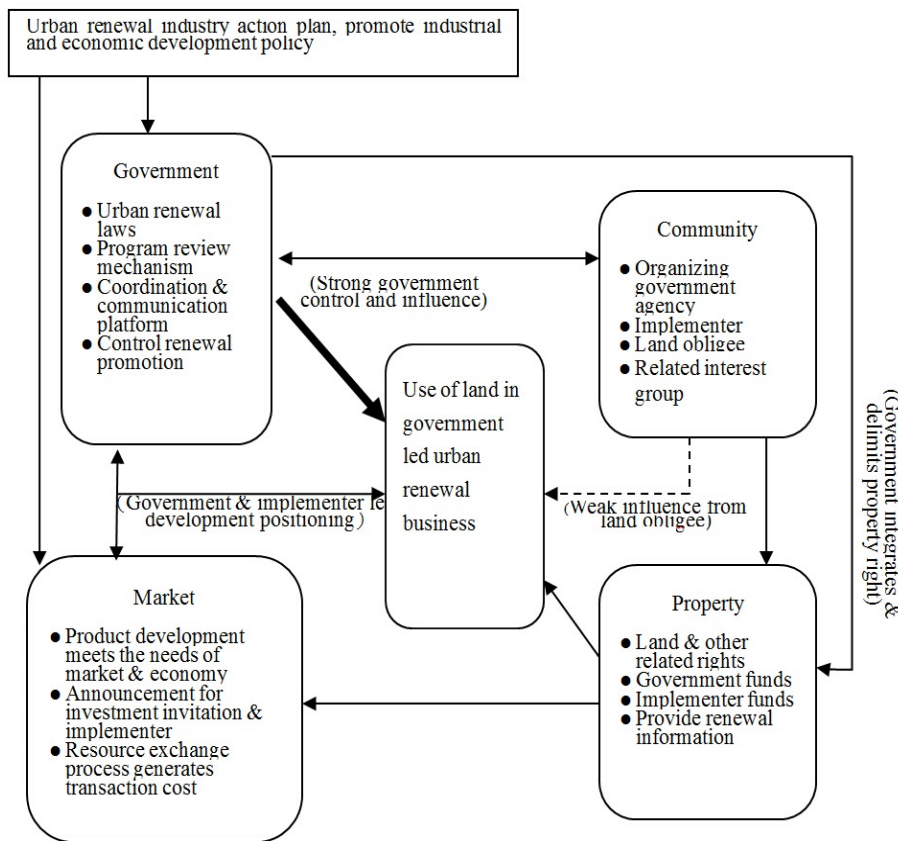 Urban renewal industry action plan, promote industrial
and economic development policy
Government
● Urban renewal
laws
● Program review
mechanism
● Coordination &
communication
platform
● Control renewal
promotion
Community
● Organizing
government
agency
● Implementer
● Land obligee
● Related interest
group
(Strong government
control and influence)
Use of land in
government
led urban
renewal
business
(Government & implementer le
development positioning)
(Weak influence from
land obligee)
(Government integrates &
delimits property right)
Market
● Product development
meets the needs of
market & economy
● Announcement for
investment invitation &
implementer
● Resource exchange
process generates
transaction cost
Property
● Land & other
related rights
● Government funds
● Implementer funds
● Provide renewal
information